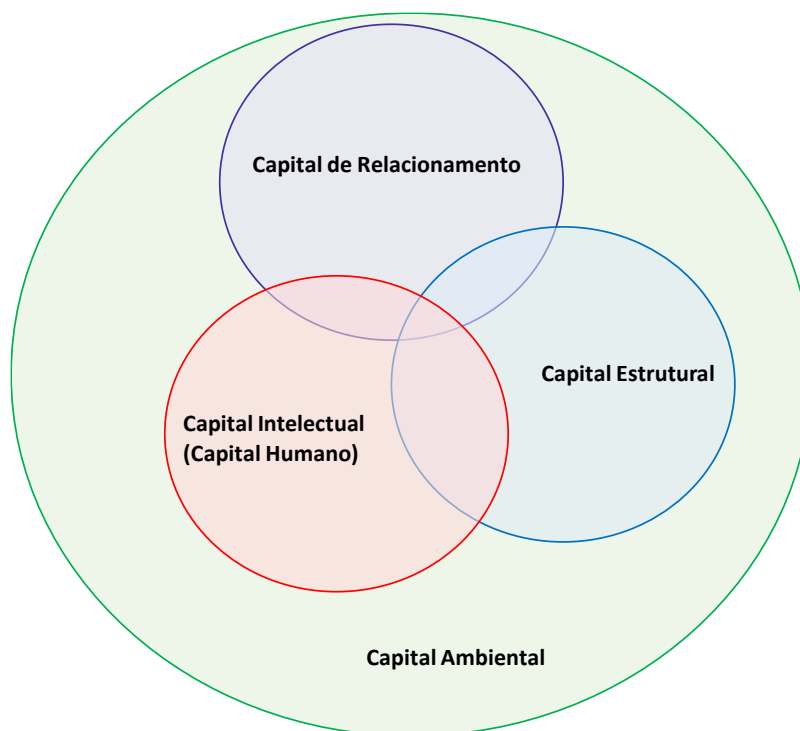 Capital de Relacionamento
Capital Estrutural
Capital Intelectual
(Capital Humano)
Capital Ambiental